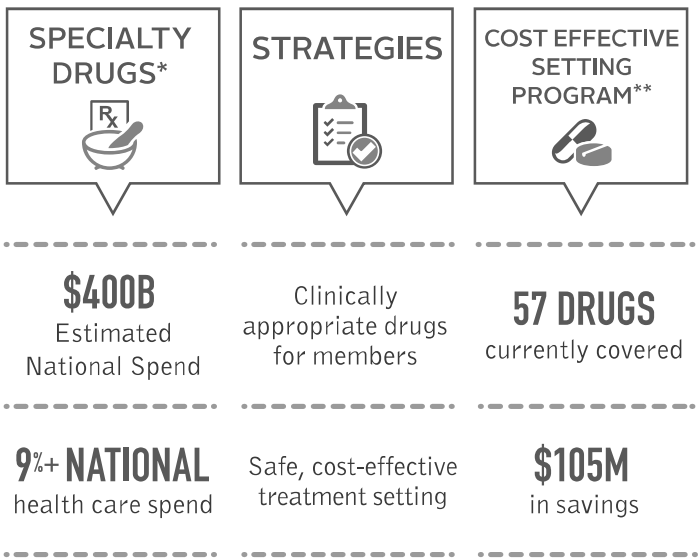 SPECIALTY
DRUGS*
Rx
$400B
Estimated
National Spend
9%+ NATIONAL
health care spend
STRATEGIES
Clinically
appropriate drugs
for members
Safe, cost-effective
treatment setting
COST EFFECTIVE
SETTING
PROGRAM**
57 DRUGS
currently covered
$105M
in savings